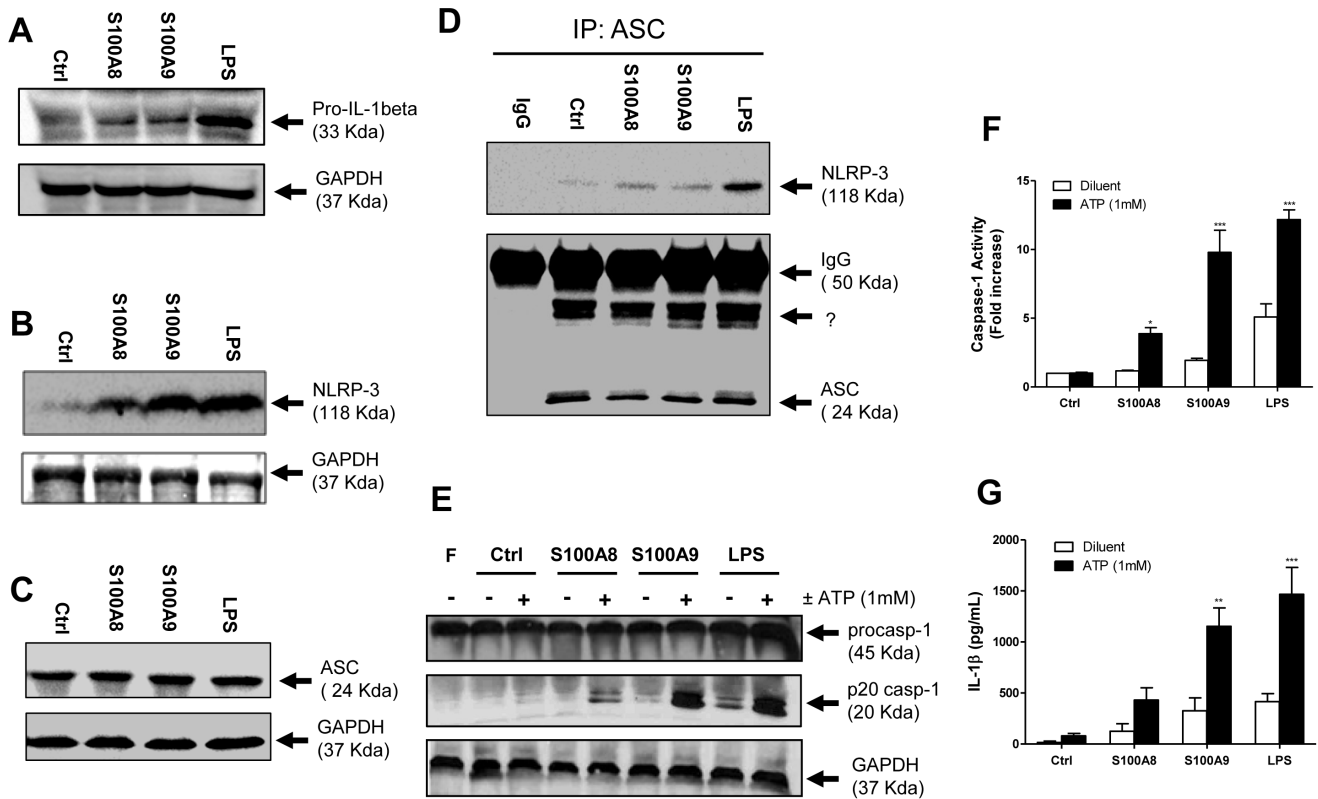 A
Ctrl
S100A8
S100A9
LPS
Pro-IL-1beta
(33 Kda)
GAPDH
(37 Kda)
B
Ctrl
S100A8
S100A9
LPS
NLRP-3
(118 Kda)
GAPDH
(37 Kda)
C
Ctrl
S100A8
S100A9
LPS
ASC
( 24 Kda)
GAPDH
(37 Kda)
D
IP: ASC
IgG
Ctrl
S100A8
S100A9
LPS
NLRP-3
(118 Kda)
IgG
( 50 Kda)
?
ASC
( 24 Kda)
E
F Ctrl S100A8 S100A9 LPS
- - + - + - + - + ± ATP (1mM)
procasp-1
(45 Kda)
p20 casp-1
(20 Kda)
GAPDH
(37 Kda)
F
Caspase-1 Activity
(Fold increase)
15
10
5
0
Diluent
ATP (1mM)
*
***
***
Ctrl S100A8 S100A9 LPS
G
IL-1β (pg/mL)
2000
1500
1000
500
0
Diluent
ATP (1mM)
**
***
Ctrl S100A8 S100A9 LPS